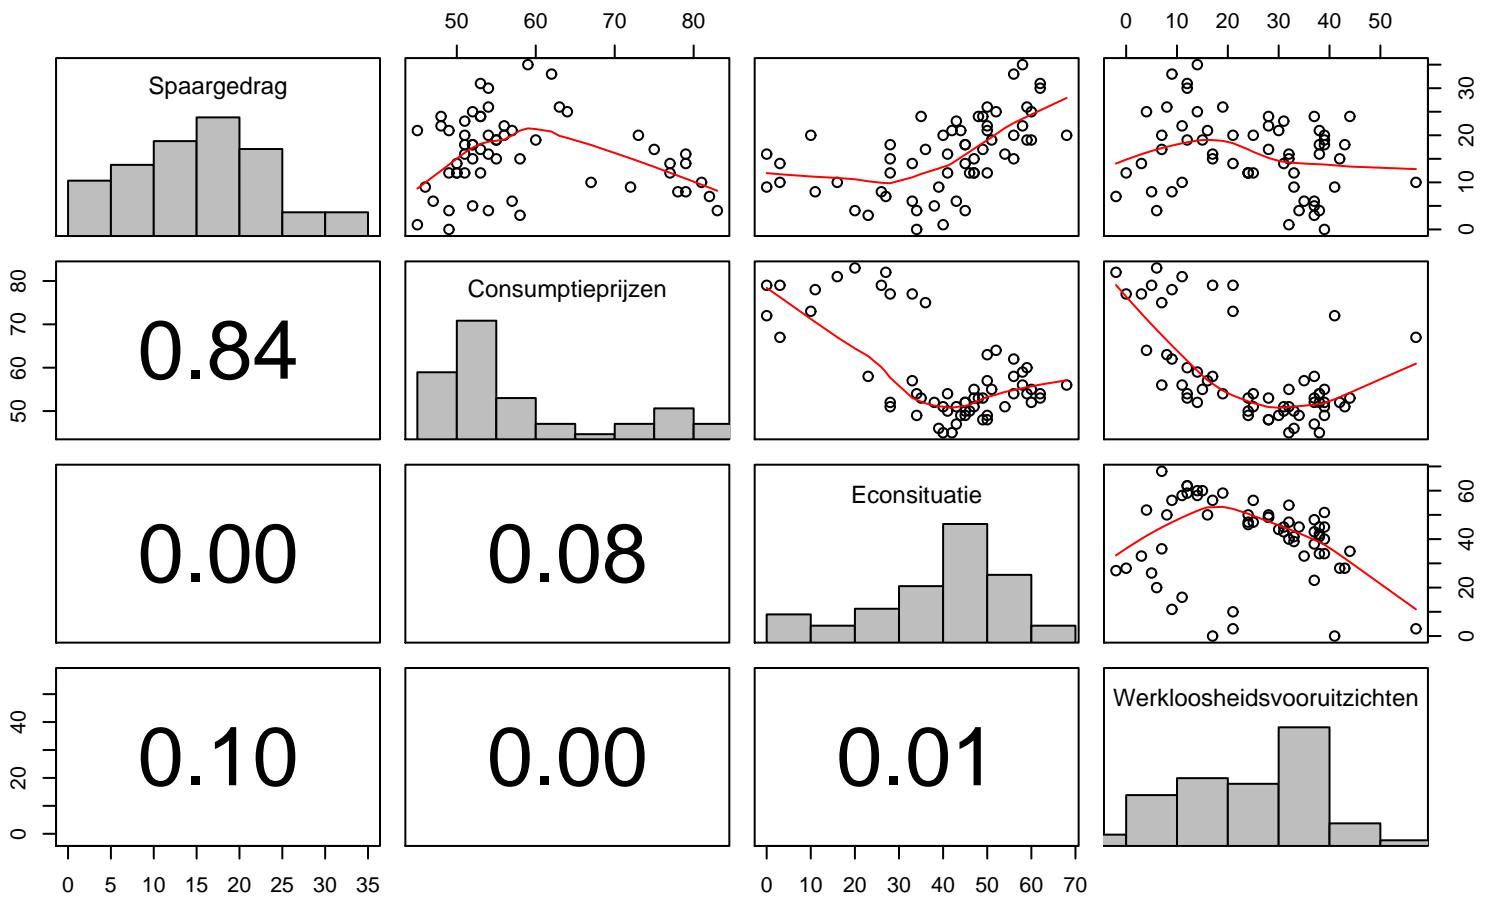 50 60 70 80 0 10 20 30 40 50
Spaargedrag
0 10 20 30
50 60 70 80
0.84
Consumptieprijzen
0.00
0.08
Econsituatie
0 20 40 60
0 20 40
0.10
0.00
0.01
Werkloosheidsvooruitzichten
0 5 10 15 20 25 30 35 0 10 20 30 40 50 60 70